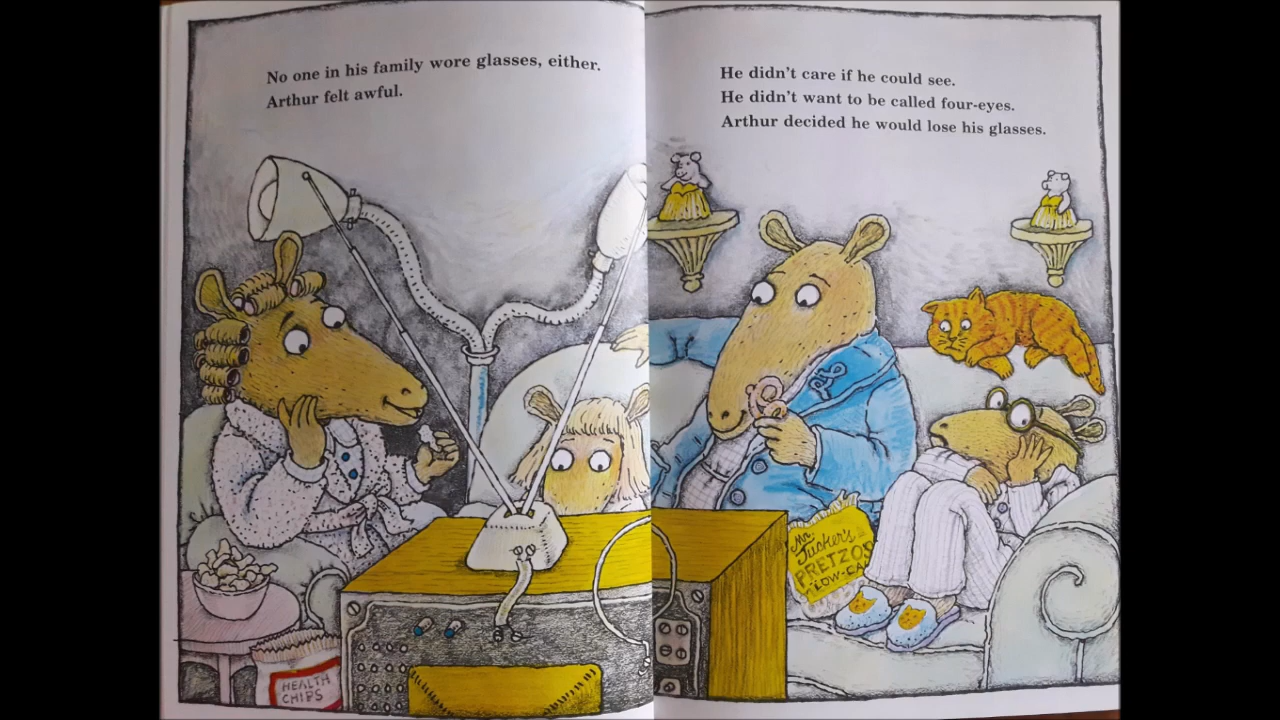 No one in his family wore glasses, either.
Arthur felt awful.
He didn't care if he could see.
He didn't want to be called four-eyes.
Arthur decided he would lose his glasses.
Mr.
Tucker's
PRETZO
LOW-CA
HEALTH
CHIPS